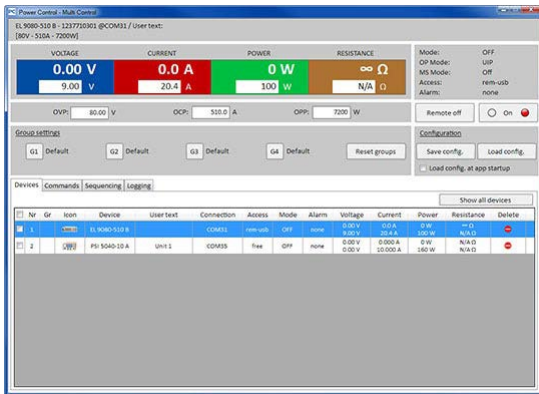 Power Control - Multi Control
EL 9080-510 B - 1237710301 @COM31 / User text:
[80V - 510A - 7200W]
VOLTAGE CURRENT POWER RESISTANCE
0.00 V 0.0 A 0 W ∞ Ω
9.00 V 20.4 A 100 W N/A Ω
Mode: OFF
OP Mode: UIP
MS Mode: Off
Access: rem-usb
Alarm: none
OVP: 80.00 V OCP: 510.0 A OPP: 7200 W
Remote off On
Group settings
G1 Default G2 Default G3 Default G4 Default Reset groups
Configuration
Save config. Load config.
Load config. at app startup
Devices Commands Sequencing Logging
Show all devices
Nr Gr Icon Device User text Connection Access Mode Alarm Voltage Current Power Resistance Delete
1 EL 9080-510 B COM31 rem-usb OFF none 0.00 V 0.0 A 0 W ∞ Ω
9.00 V 20.4 A 100 W N/A Ω
2 PSI 5040-10 A Unit 1 COM35 free OFF none 0.00 V 0.000 A 0 W N/A Ω
0.00 V 10.000 A 160 W N/A Ω